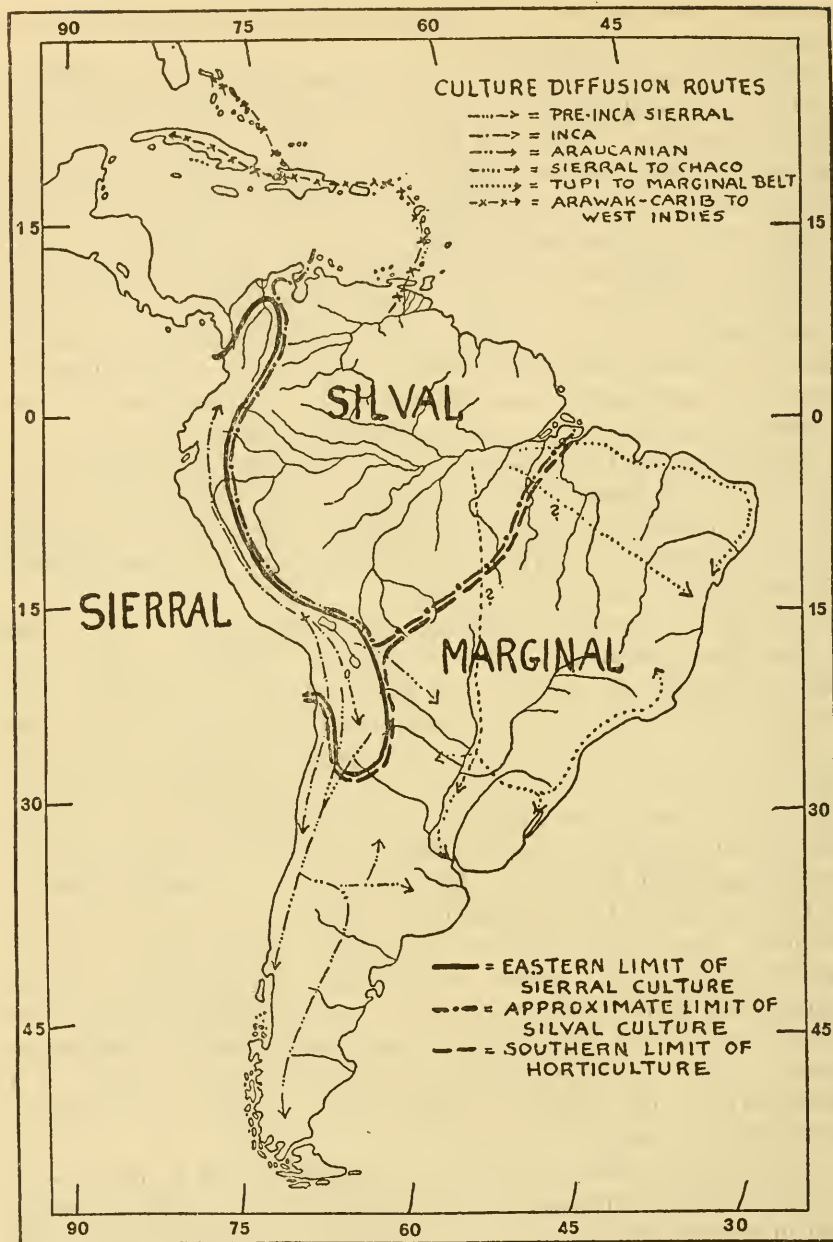 90 75 60 45
CULTURE DIFFUSION ROUTES
= PRE-INCA SIERRAL
= INCA
= ARAUCANIAN
= SIERRAL TO CHACO
= TUPI TO MARGINAL BELT
= ARAWAK-CARIB TO
WEST INDIES
15 15
SILVAL
0 0
?
SIERRAL
15 15
?
MARGINAL
30 30
= EASTERN LIMIT OF
SIERRAL CULTURE
= APPROXIMATE LIMIT OF
SILVAL CULTURE
45 45
= SOUTHERN LIMIT OF
HORTICULTURE
90 75 60 45 30